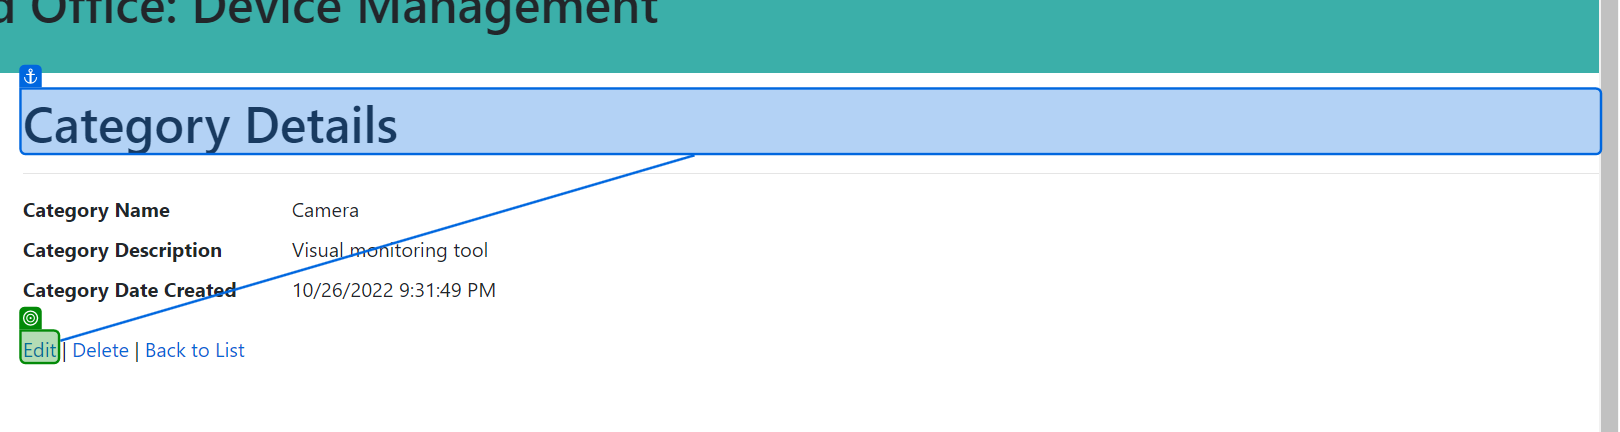 d Office: Device Management
Category Details
Category Name Camera
Category Description Visual monitoring tool
Category Date Created 10/26/2022 9:31:49 PM
Edit | Delete | Back to List